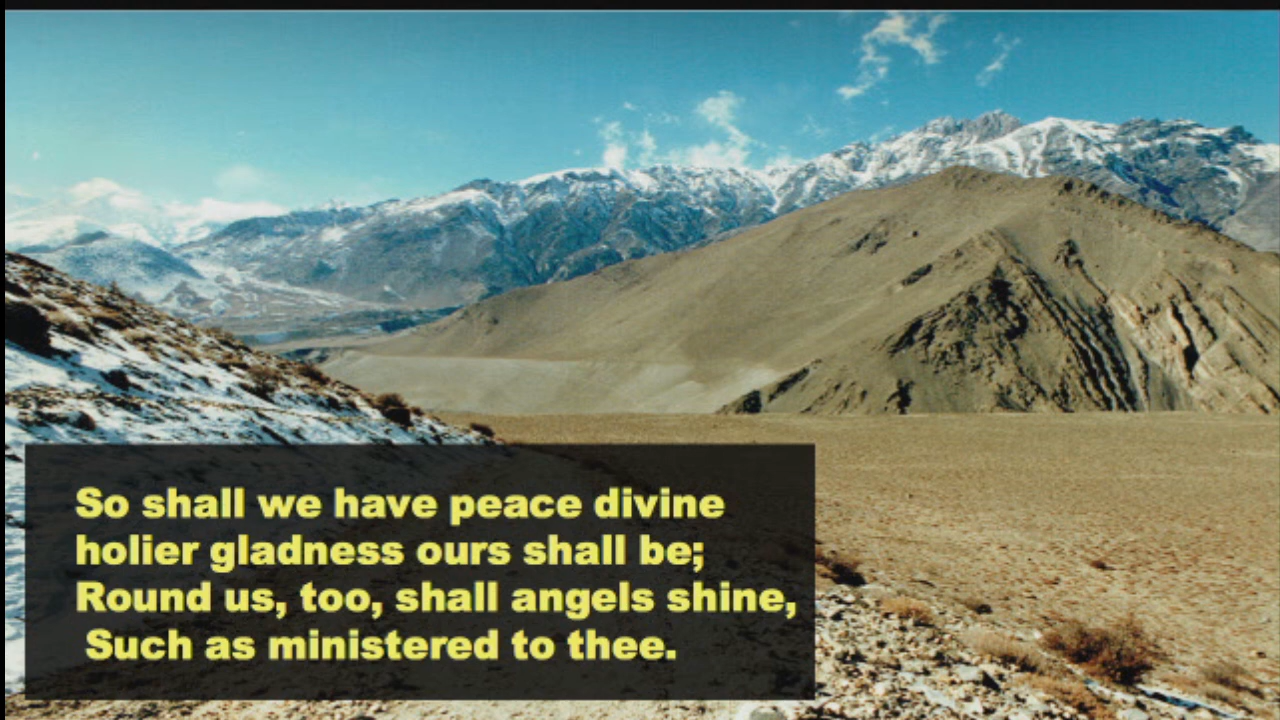 So shall we have peace divine
holier gladness ours shall be;
Round us, too, shall angels shine,
Such as ministered to thee.